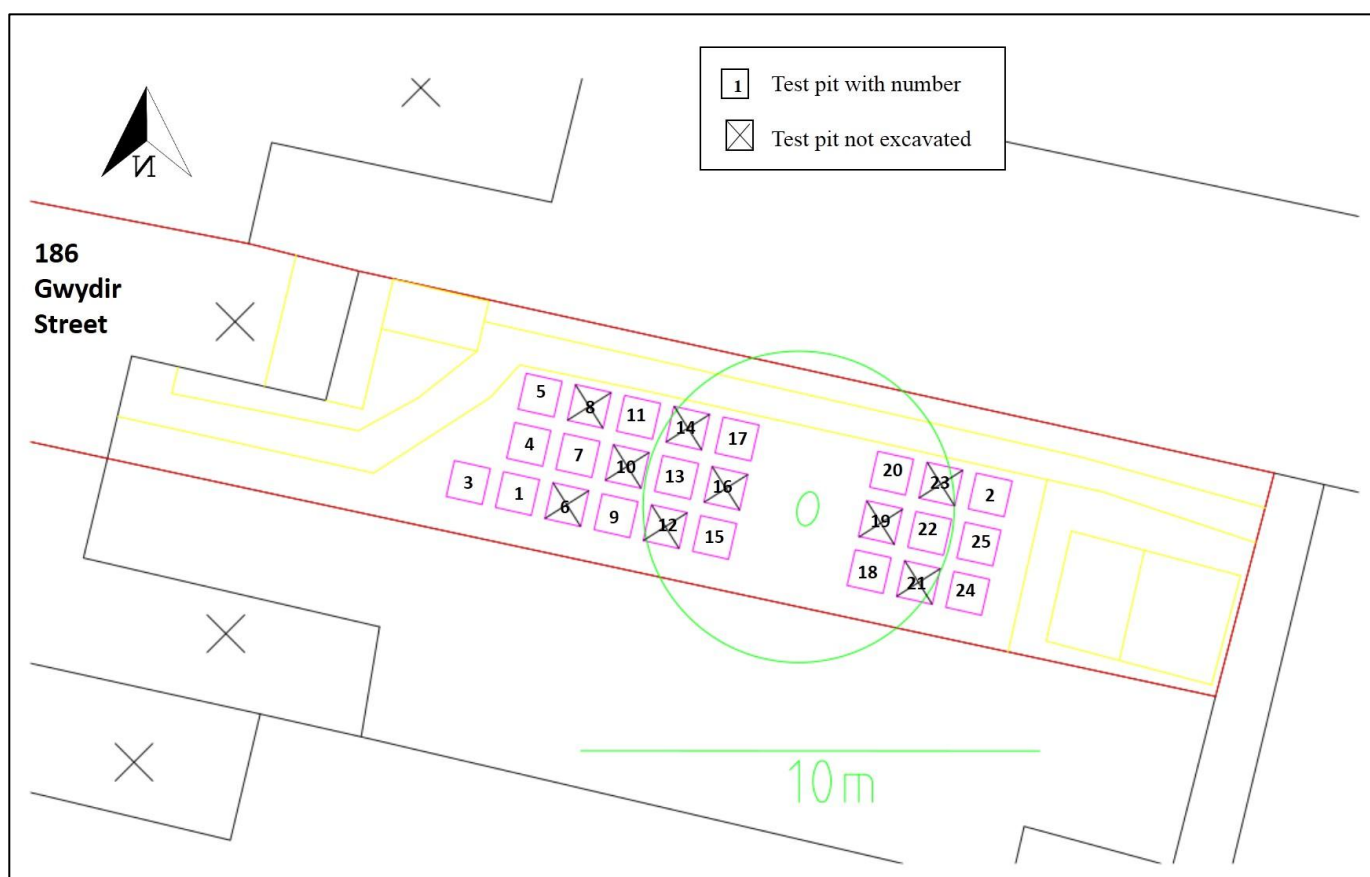 1 Test pit with number
Test pit not excavated
N
186
Gwydir
Street
5 8 11 14 17
4 7 10 13 16
3 1 6 9 12 15
20 23 2
19 22 25
18 21 24
10m